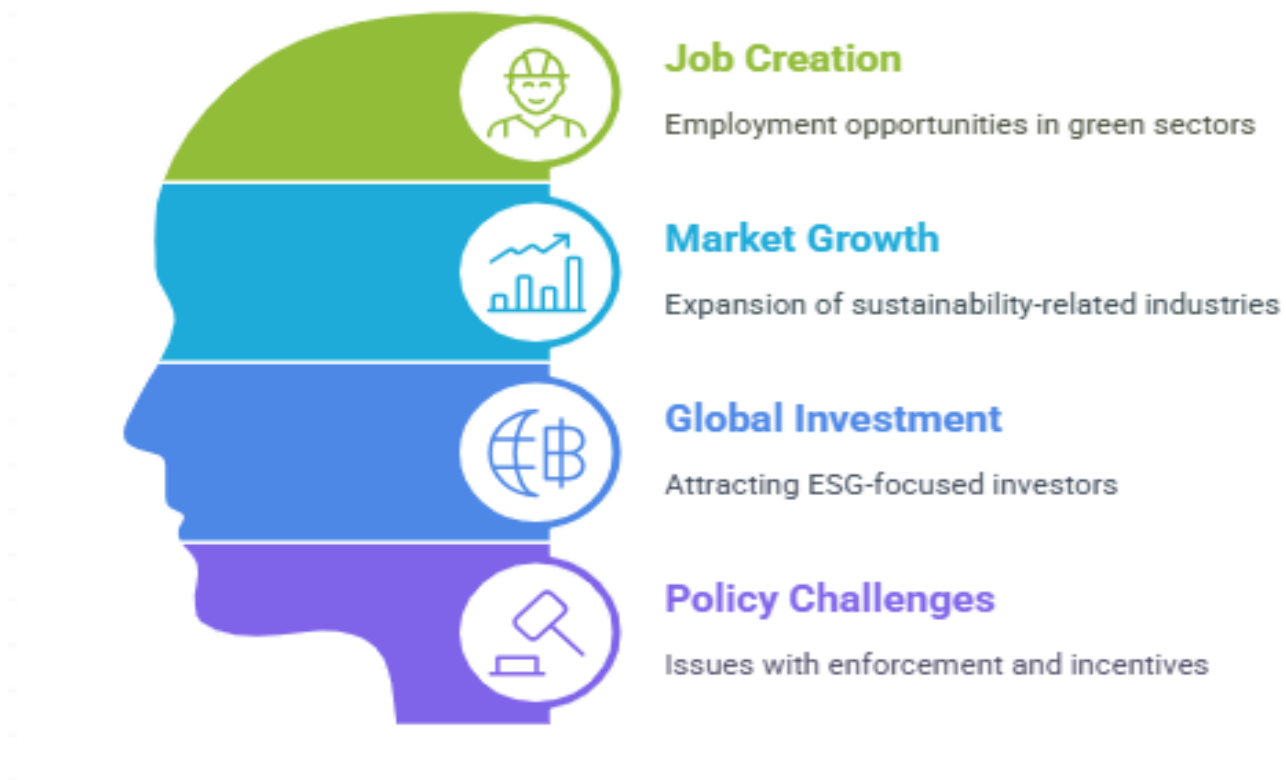 Job Creation
Employment opportunities in green sectors
Market Growth
Expansion of sustainability-related industries
Global Investment
Attracting ESG-focused investors
Policy Challenges
Issues with enforcement and incentives